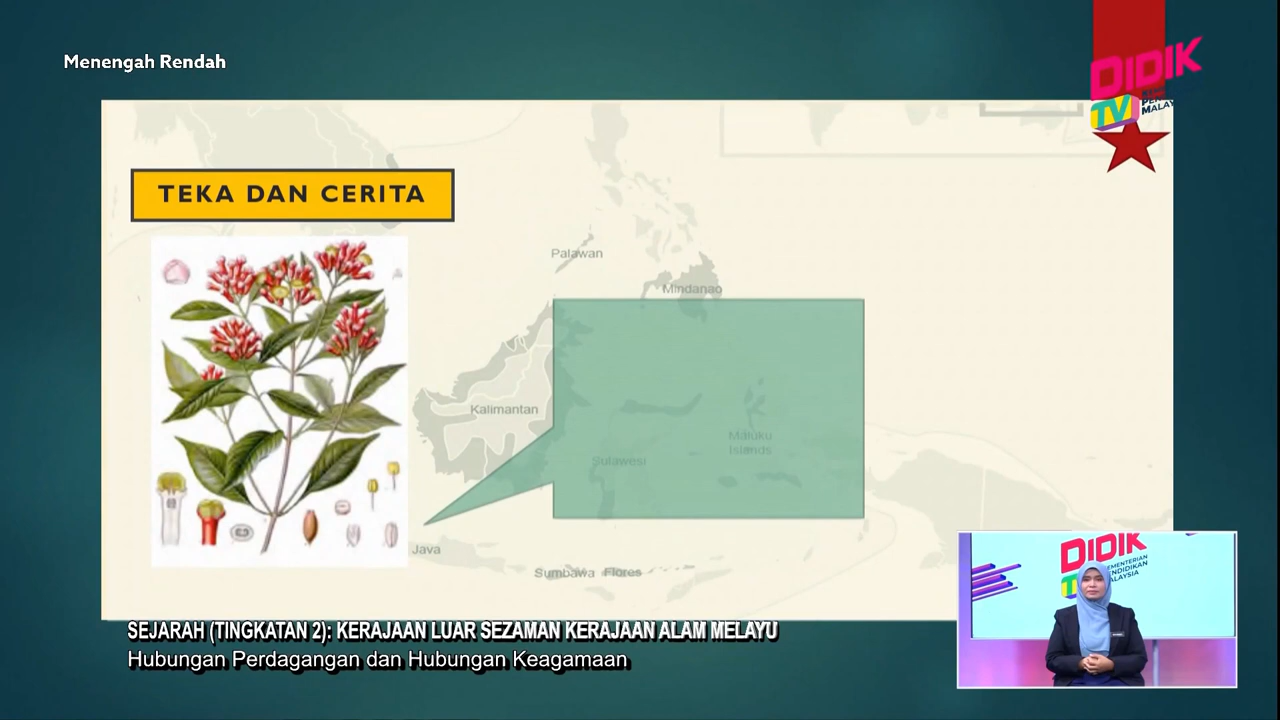 Menengah Rendah
DIDIK
TV
TEKA DAN CERITA
Palawan
Mindanao
Kalimantan
Maluku
Islands
Sulawesi
Java
Sumbawa Flores
DIDIK
KEMENTERIAN
PENDIDIKAN
MALAYSIA
SEJARAH (TINGKATAN 2): KERAJAAN LUAR SEZAMAN KERAJAAN ALAM MELAYU
Hubungan Perdagangan dan Hubungan Keagamaan